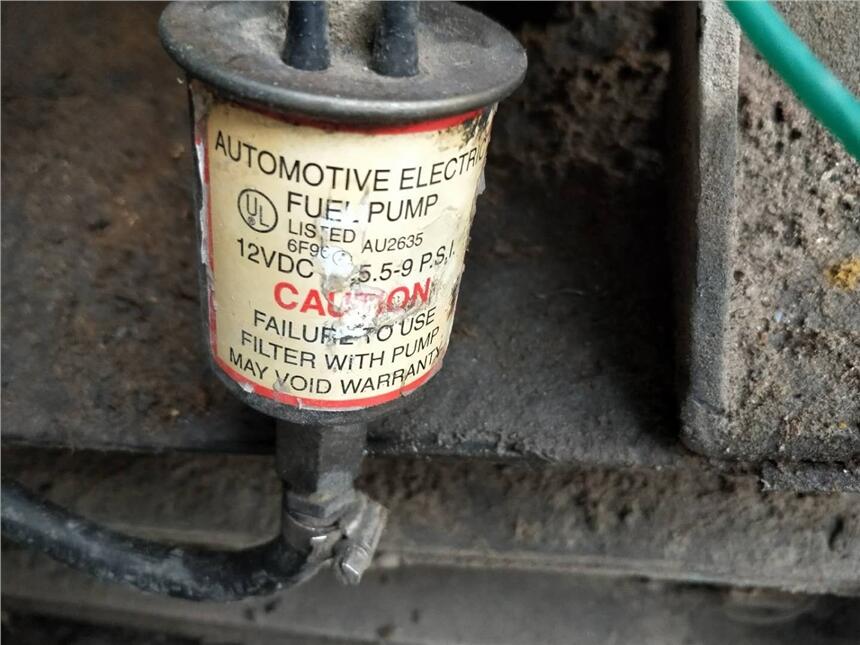 AUTOMOTIVE ELECTRIC
UL
FUEL PUMP
LISTED
AU2635
12VDC 5.5-9 P.S.I.
CAUTION
FAILURE TO USE
FILTER WITH PUMP
MAY VOID WARRANTY